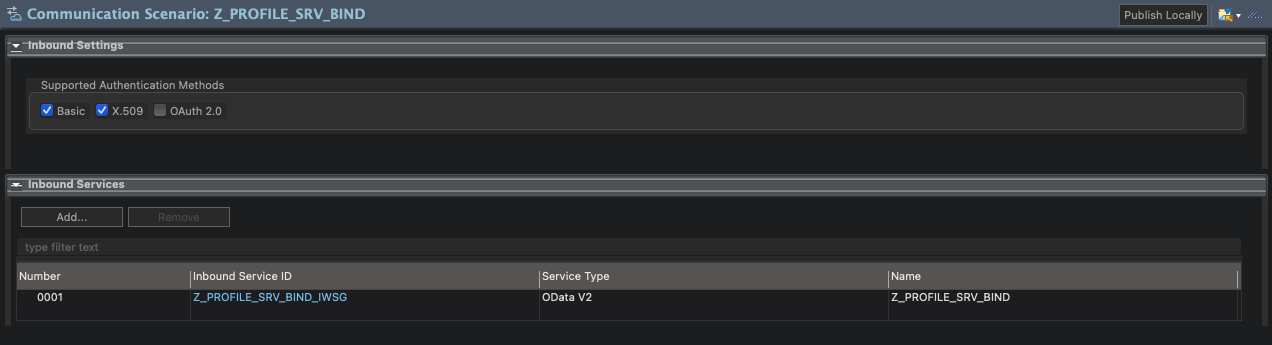 Communication Scenario: Z_PROFILE_SRV_BIND
Publish Locally
Inbound Settings
Supported Authentication Methods
Basic X.509 OAuth 2.0
Inbound Services
Add... Remove
type filter text
Number Inbound Service ID Service Type Name
0001 Z_PROFILE_SRV_BIND_IWSG OData V2 Z_PROFILE_SRV_BIND